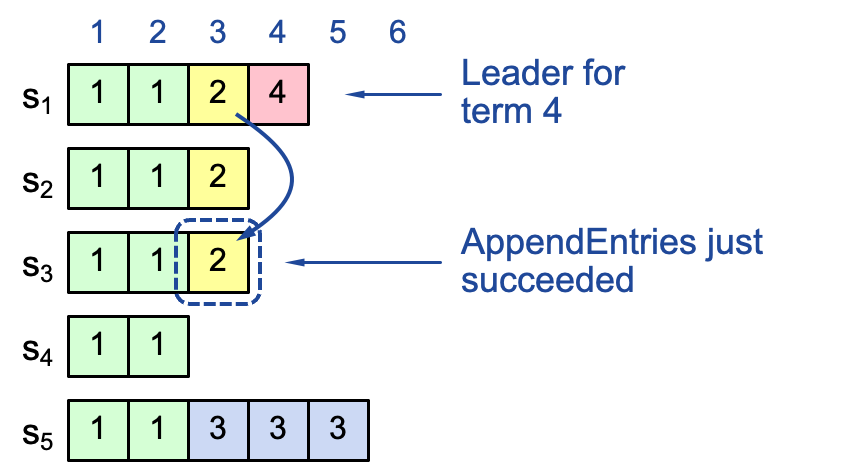 1 2 3 4 5 6
s1 1 1 2 4 Leader for
term 4
s2 1 1 2
s3 1 1 2 AppendEntries just
succeeded
s4 1 1
s5 1 1 3 3 3